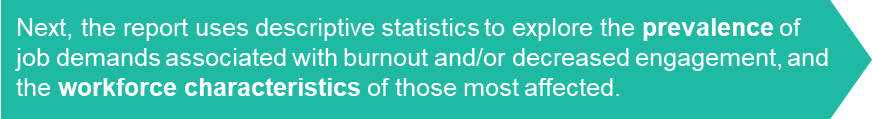 Next, the report uses descriptive statistics to explore the prevalence of
job demands associated with burnout and/or decreased engagement, and
the workforce characteristics of those most affected.